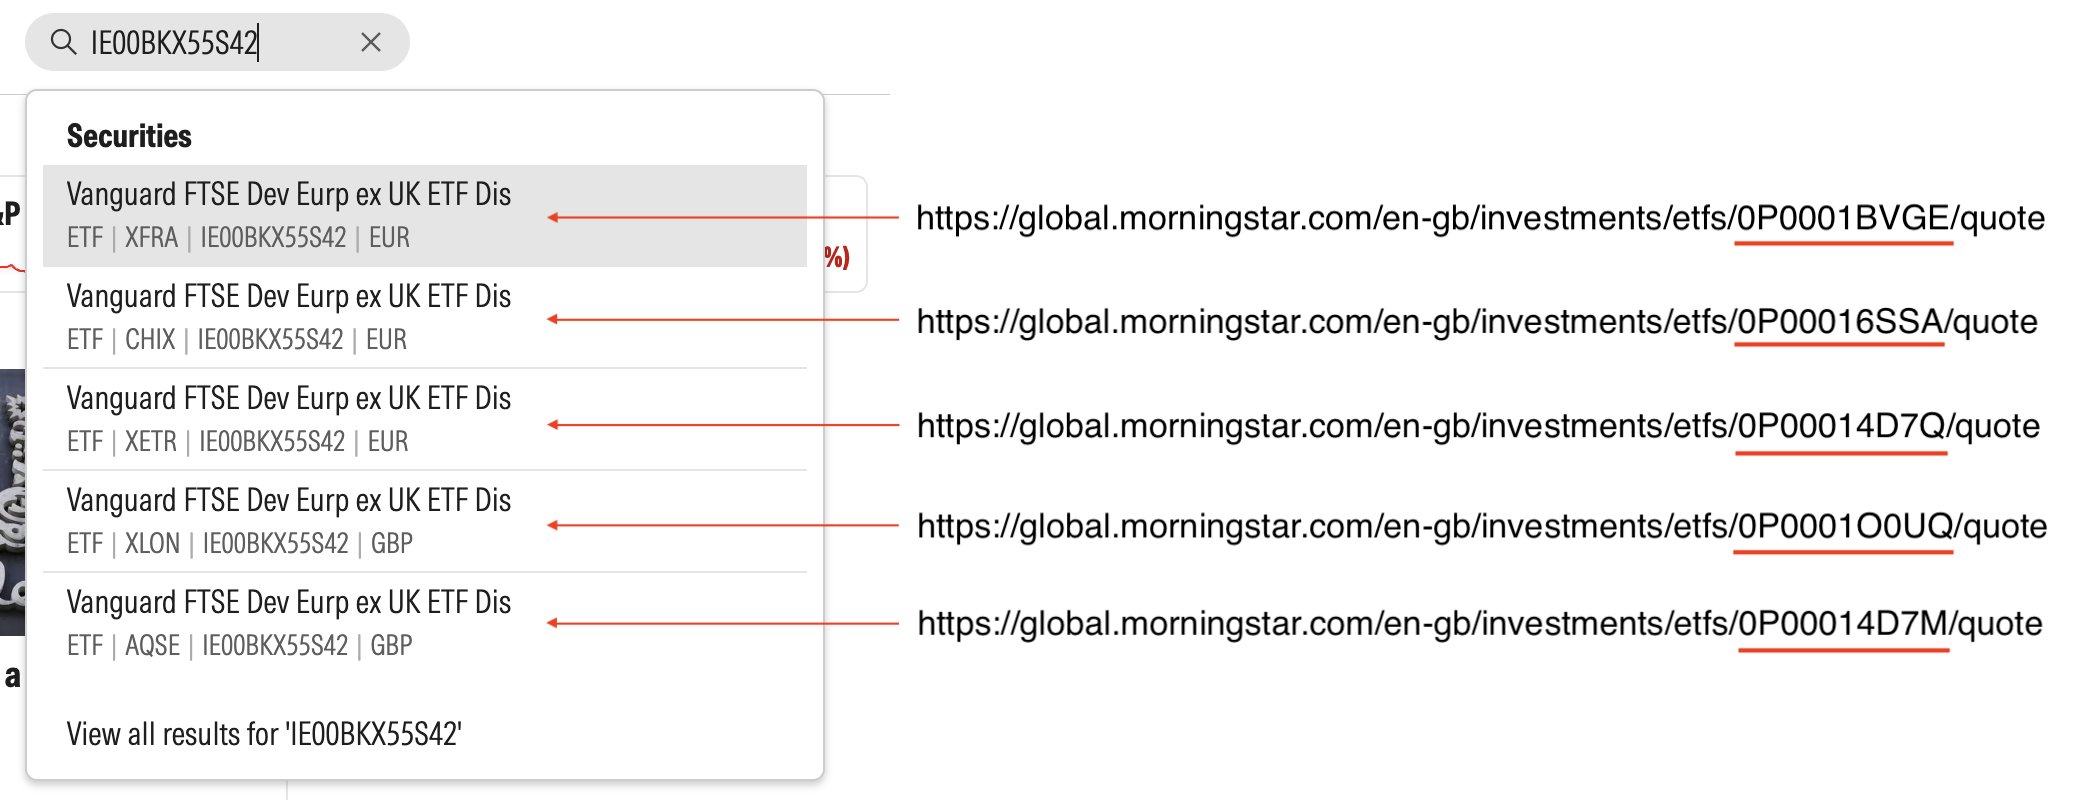 IE00BKX55S42
Securities
Vanguard FTSE Dev Eurp ex UK ETF Dis
ETF | XFRA | IE00BKX55S42 | EUR
https://global.morningstar.com/en-gb/investments/etfs/0P0001BVGE/quote
&P
%)
Vanguard FTSE Dev Eurp ex UK ETF Dis
ETF | CHIX | IE00BKX55S42 | EUR
https://global.morningstar.com/en-gb/investments/etfs/0P00016SSA/quote
Vanguard FTSE Dev Eurp ex UK ETF Dis
ETF | XETR | IE00BKX55S42 | EUR
https://global.morningstar.com/en-gb/investments/etfs/0P00014D7Q/quote
Vanguard FTSE Dev Eurp ex UK ETF Dis
ETF | XLON | IE00BKX55S42 | GBP
https://global.morningstar.com/en-gb/investments/etfs/0P0001O0UQ/quote
Vanguard FTSE Dev Eurp ex UK ETF Dis
ETF | AQSE | IE00BKX55S42 | GBP
https://global.morningstar.com/en-gb/investments/etfs/0P00014D7M/quote
a
View all results for 'IE00BKX55S42'